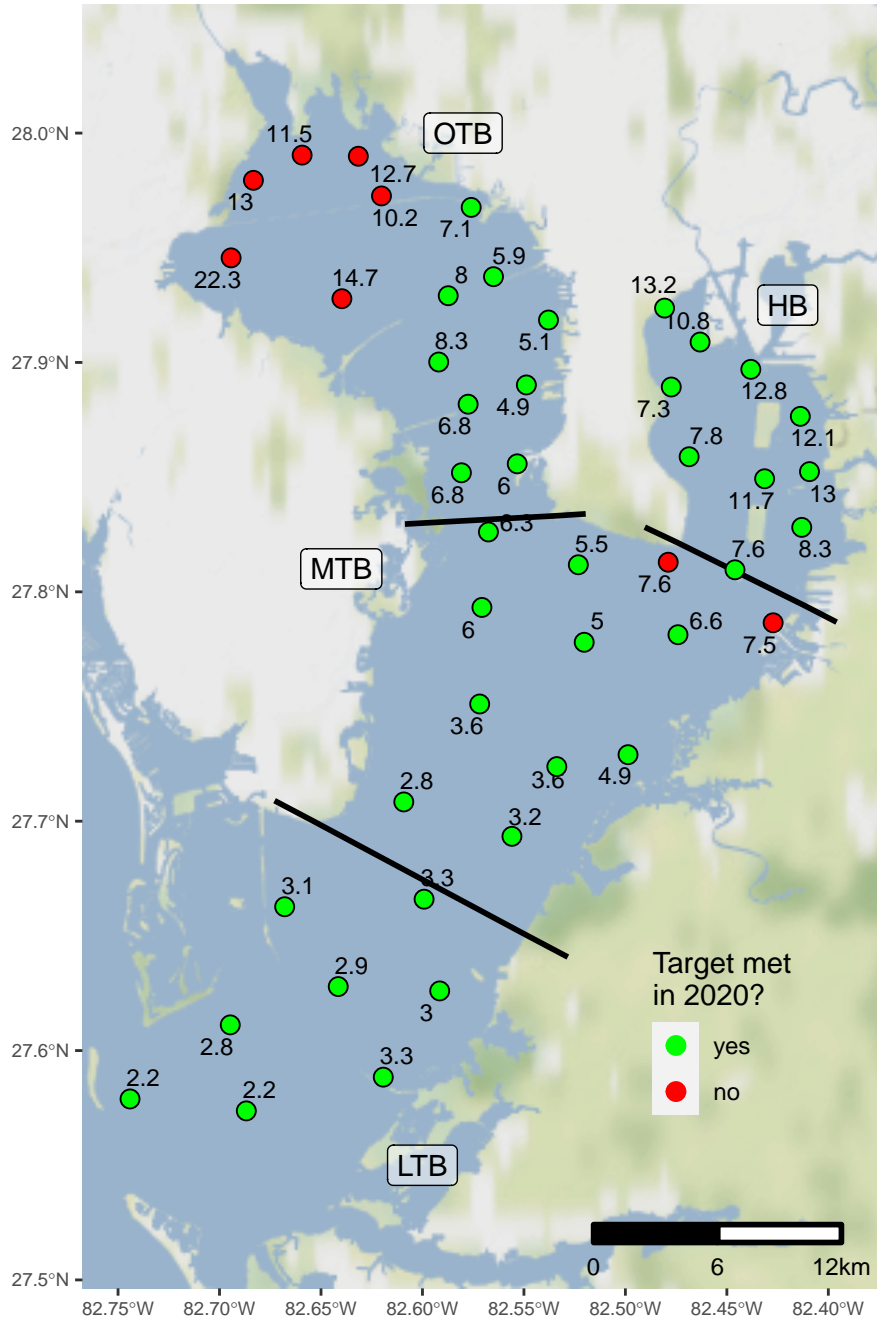 28.0°N
27.9°N
27.8°N
27.7°N
27.6°N
27.5°N
11.5
OTB
13
12.7
10.2
7.1
22.3
14.7
8
5.9
5.1
13.2
10.8
HB
8.3
4.9
6.8
7.3
12.8
12.1
7.8
6.8
6
11.7
13
6.3
8.3
MTB
5.5
7.6
7.6
6
5
6.6
7.5
3.6
3.6
4.9
2.8
3.2
3.1
3.3
2.9
3
2.8
3.3
2.2
2.2
LTB
Target met
in 2020?
yes
no
0 6 12km
82.75°W 82.70°W 82.65°W 82.60°W 82.55°W 82.50°W 82.45°W 82.40°W